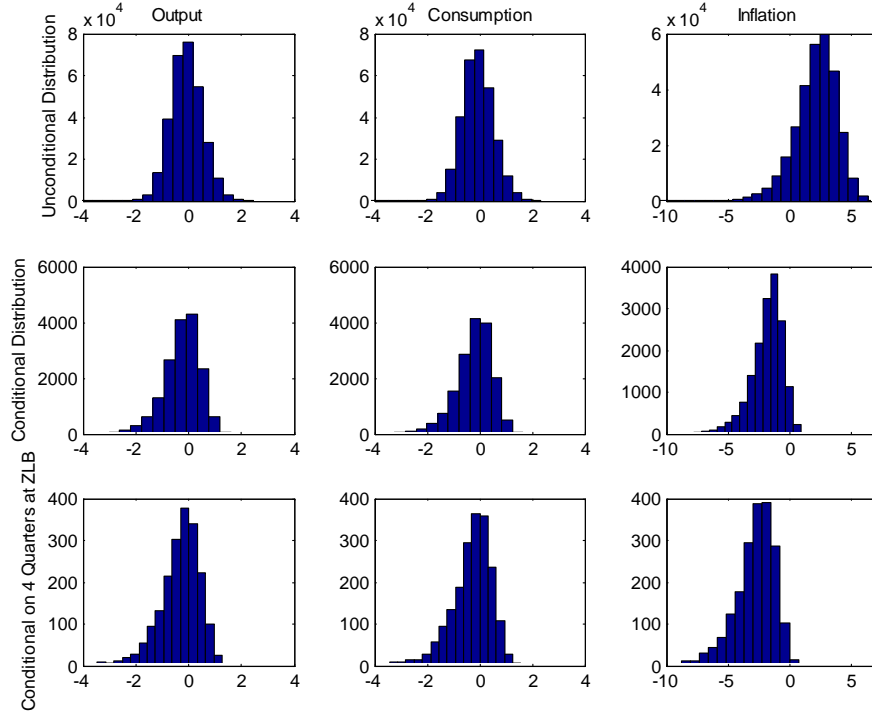 Output
Consumption
Inflation
x 10^4
x 10^4
x 10^4
Unconditional Distribution
8
6
4
2
0
-4 -2 0 2 4
8
6
4
2
0
-4 -2 0 2 4
6
4
2
0
-10 -5 0 5
Conditional Distribution
6000
4000
2000
0
-4 -2 0 2 4
6000
4000
2000
0
-4 -2 0 2 4
4000
3000
2000
1000
0
-10 -5 0 5
Conditional on 4 Quarters at ZLB
400
300
200
100
0
-4 -2 0 2 4
400
300
200
100
0
-4 -2 0 2 4
400
300
200
100
0
-10 -5 0 5